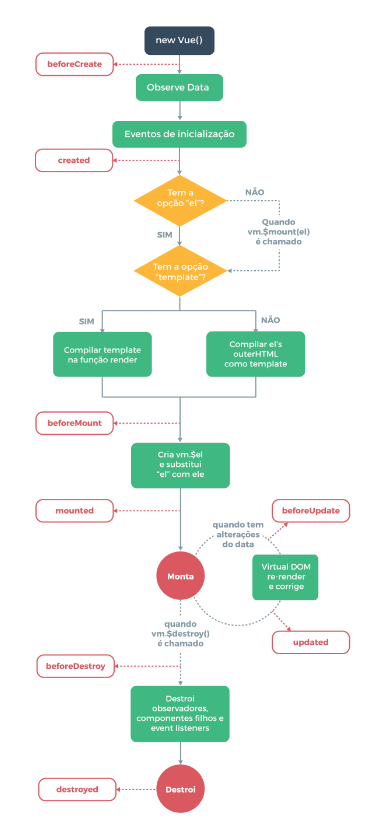 new Vue()
beforeCreate
Observe Data
Eventos de inicialização
created
Tem a
opção "el"?
NÃO
Quando
vm.$mount(el)
é chamado
SIM
Tem a opção
"template"?
SIM
NÃO
Compilar template
na função render
Compilar el's
outerHTML
como template
beforeMount
Cria vm.$el
e substitui
"el" com ele
mounted
beforeUpdate
quando tem
alterações
do data
Monta
Virtual DOM
re-render
e corrige
quando
vm.$destroy()
é chamado
updated
beforeDestroy
Destroi
observadores,
componentes filhos e
event listeners
destroyed
Destroi